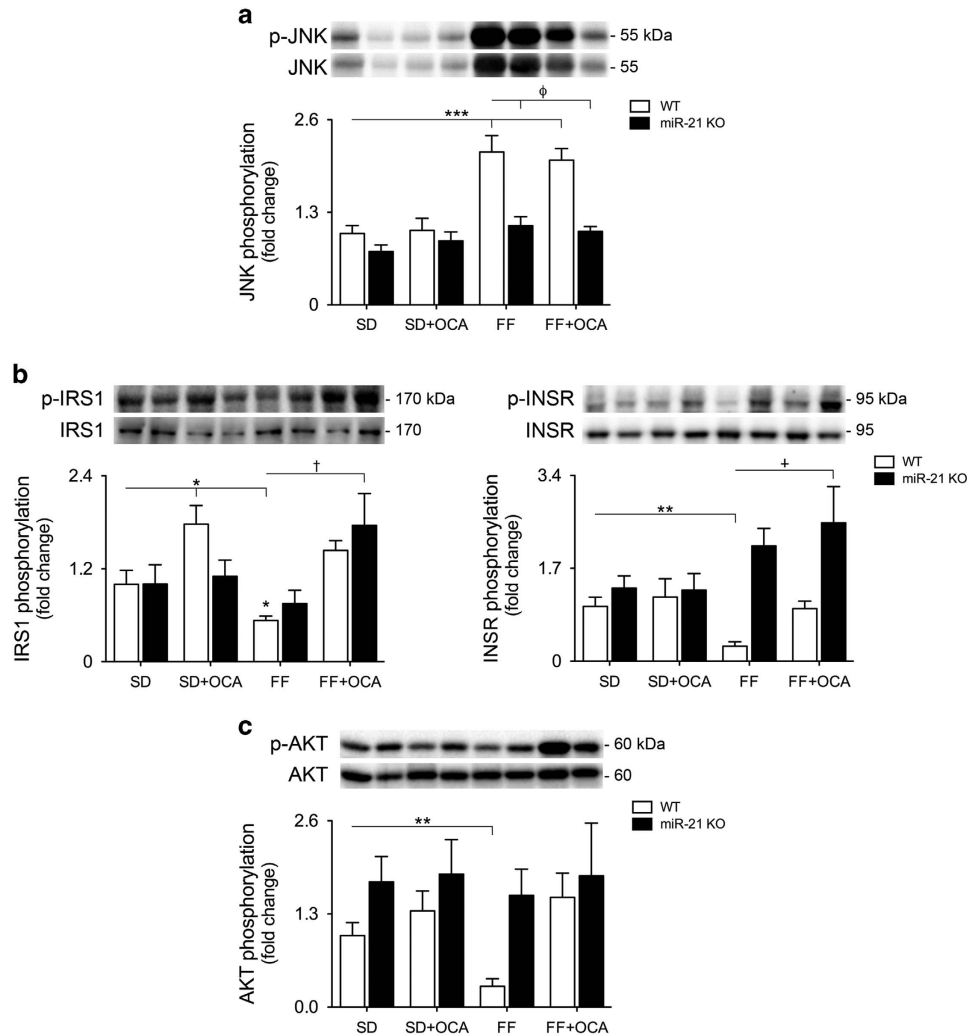 a
p-JNK - 55 kDa
JNK - 55
ϕ
***
WT
miR-21 KO
2.6
1.3
0
JNK phosphorylation
(fold change)
SD SD+OCA FF FF+OCA
b
p-IRS1 - 170 kDa
IRS1 - 170
†
*
*
2.4
1.2
0
IRS1 phosphorylation
(fold change)
SD SD+OCA FF FF+OCA
p-INSR - 95 kDa
INSR - 95
WT
miR-21 KO
+
**
3.4
1.7
0
INSR phosphorylation
(fold change)
SD SD+OCA FF FF+OCA
c
p-AKT - 60 kDa
AKT - 60
WT
miR-21 KO
**
2.6
1.3
0.0
AKT phosphorylation
(fold change)
SD SD+OCA FF FF+OCA